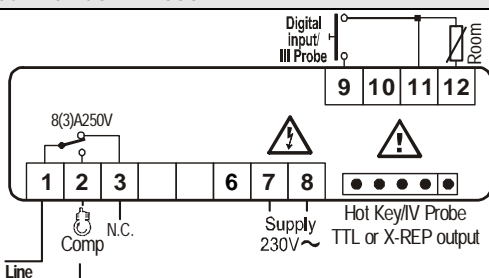 Digital
input/
III Probe
Room
9 10 11 12
8(3)A250V
1 2 3 6 7 8
Comp
N.C.
Supply
230V~
Hot Key/IV Probe
TTL or X-REP output
Line